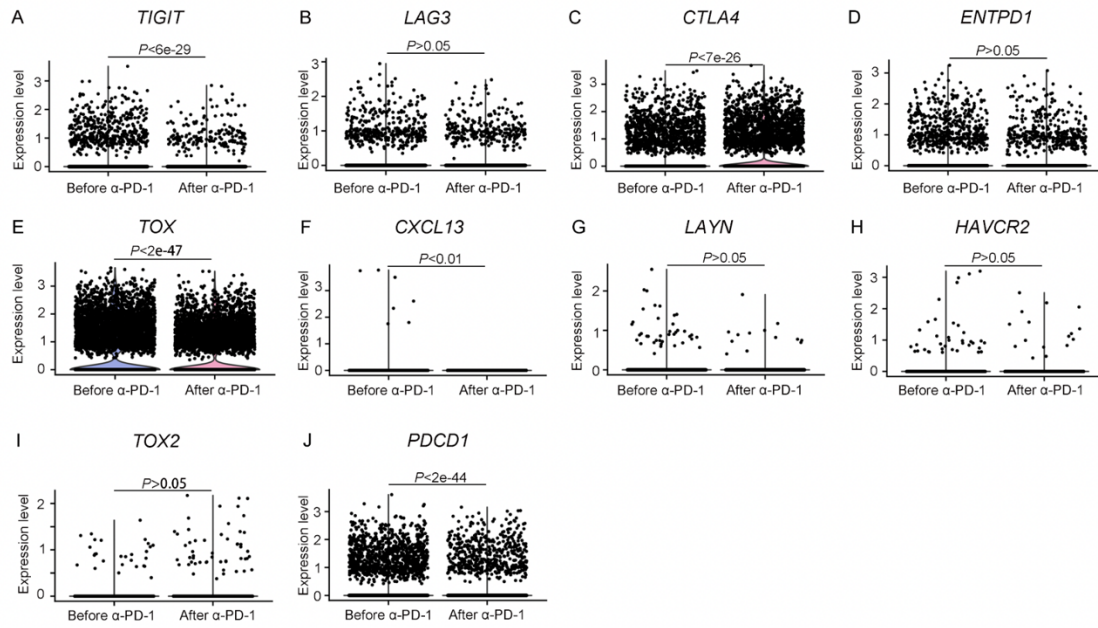 A TIGIT
P<6e-29
Expression level
3
2
1
0
Before α-PD-1 After α-PD-1
B LAG3
P>0.05
Expression level
3
2
1
0
Before α-PD-1 After α-PD-1
C CTLA4
P<7e-26
Expression level
3
2
1
0
Before α-PD-1 After α-PD-1
D ENTPD1
P>0.05
Expression level
3
2
1
0
Before α-PD-1 After α-PD-1
E TOX
P<2e-47
Expression level
3
2
1
0
Before α-PD-1 After α-PD-1
F CXCL13
P<0.01
Expression level
3
2
1
0
Before α-PD-1 After α-PD-1
G LAYN
P>0.05
Expression level
2
1
0
Before α-PD-1 After α-PD-1
H HAVCR2
P>0.05
Expression level
3
2
1
0
Before α-PD-1 After α-PD-1
I TOX2
P>0.05
Expression level
2
1
0
Before α-PD-1 After α-PD-1
J PDCD1
P<2e-44
Expression level
3
2
1
0
Before α-PD-1 After α-PD-1